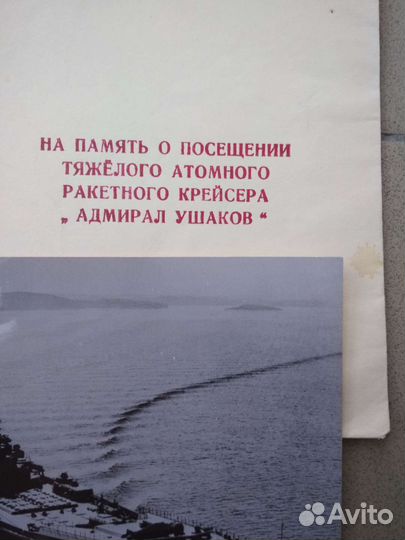 НА ПАМЯТЬ О ПОСЕЩЕНИИ
ТЯЖЁЛОГО АТОМНОГО
РАКЕТНОГО КРЕЙСЕРА
„ АДМИРАЛ УШАКОВ “
Avito